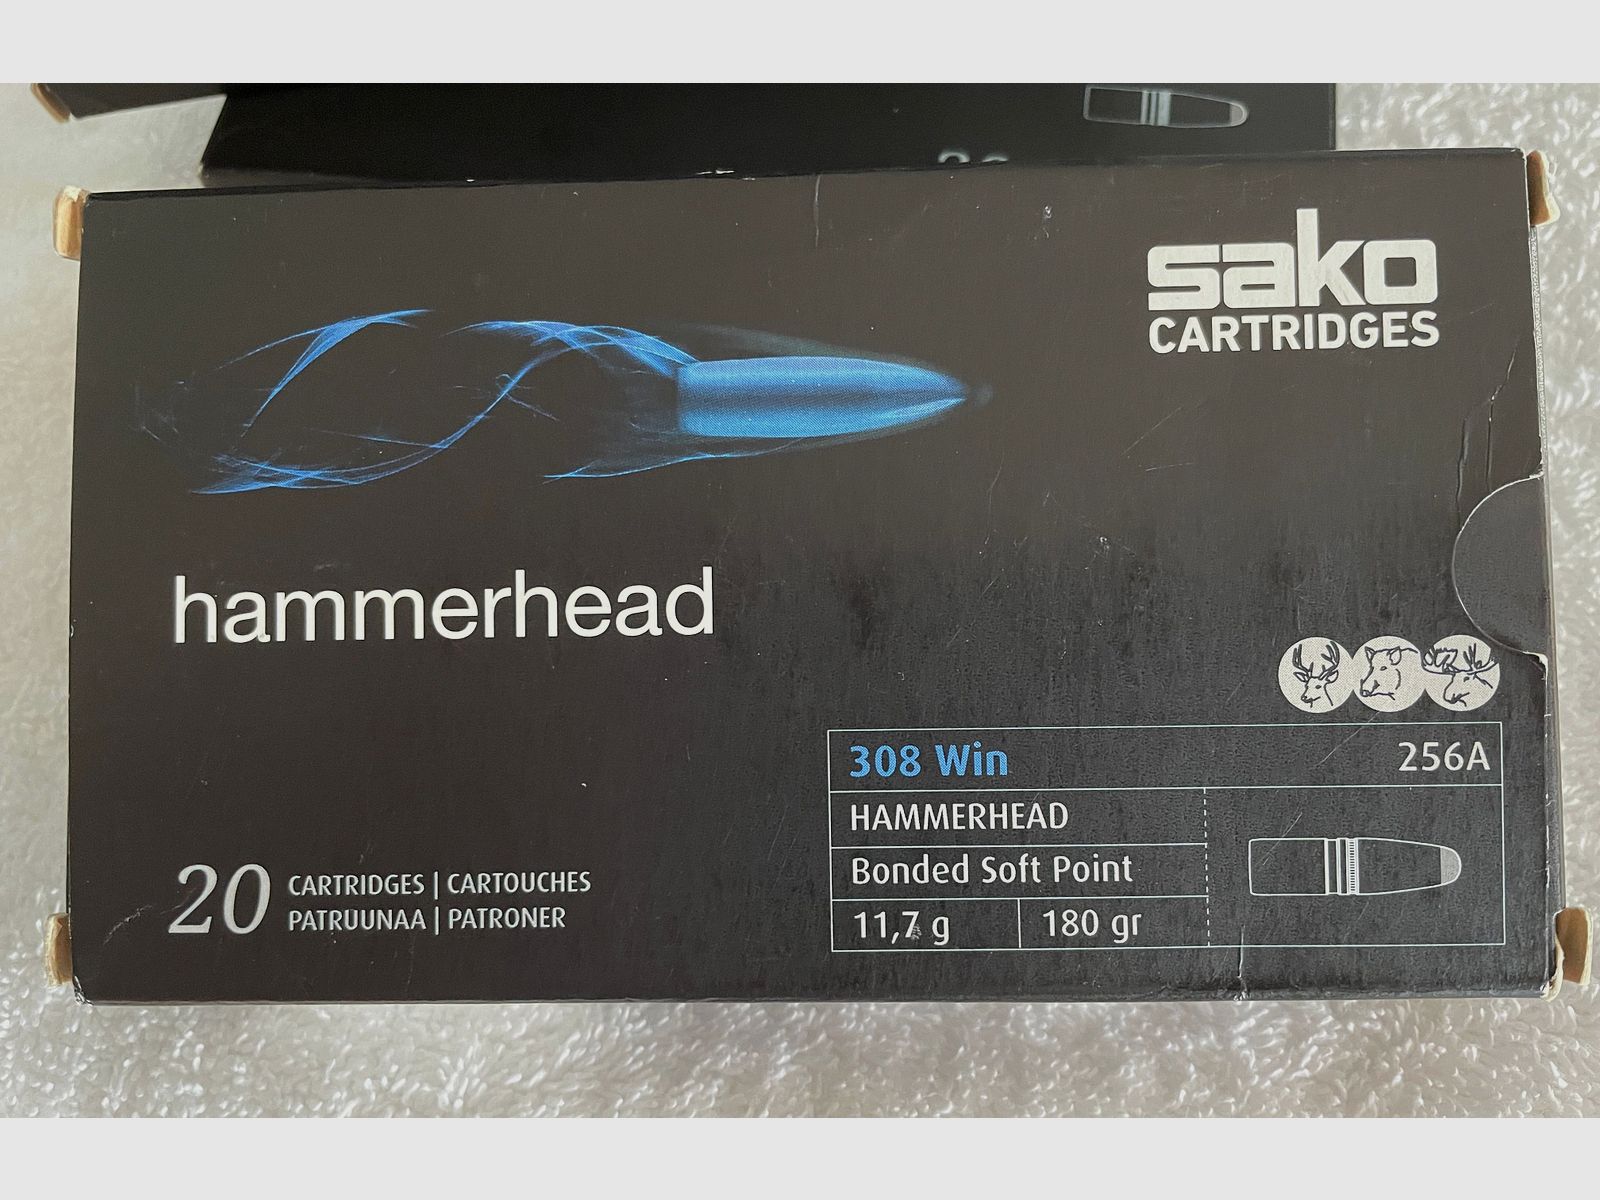 sako
CARTRIDGES
hammerhead
308 Win 256A
HAMMERHEAD
Bonded Soft Point
11,7 g 180 gr
20 CARTRIDGES | CARTOUCHES
PATRUUNAA | PATRONER